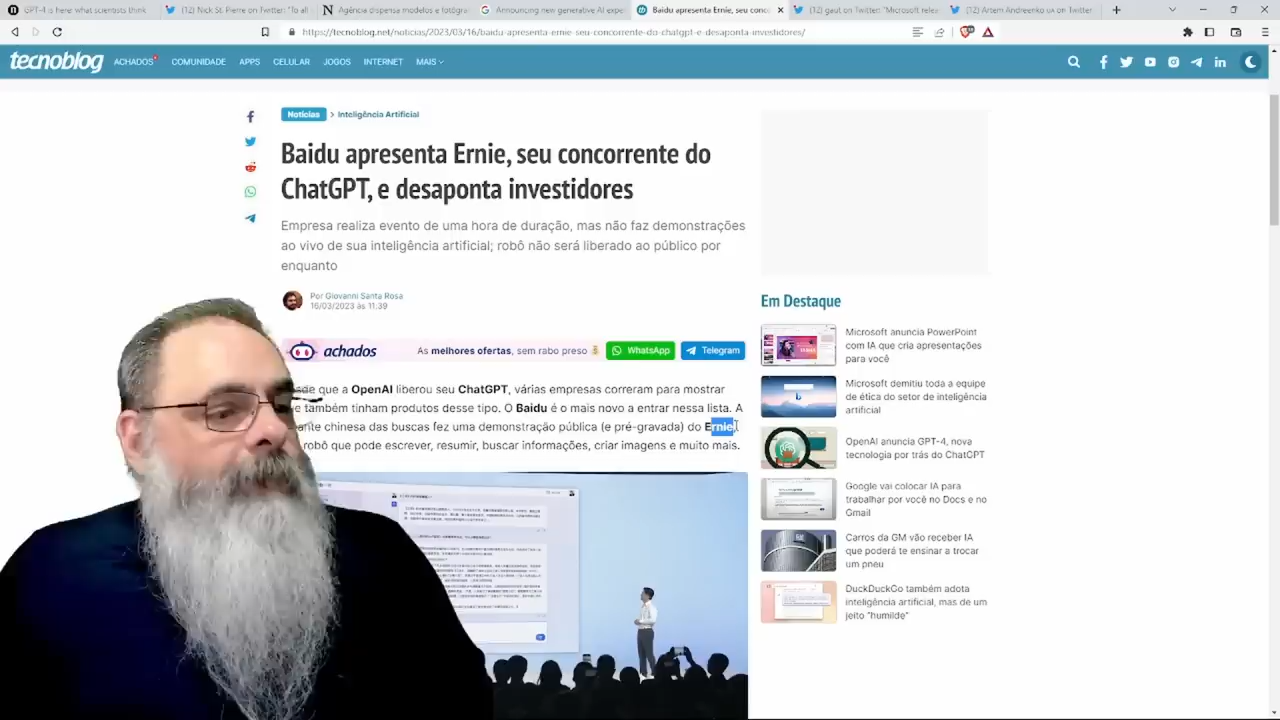 GPT-4 is here: what scientists think
(12) Nick St. Pierre on Twitter: "To all
Agência dispensa modelos e fotógraf
Announcing new generative AI exper
Baidu apresenta Ernie, seu concorre
(12) gaut on Twitter: "Microsoft rece
(12) Artem Andreenko on Twitter
https://tecnoblog.net/noticias/2023/03/16/baidu-apresenta-ernie-seu-concorrente-do-chatgpt-e-desaponta-investidores/
tecnoblog ACHADOS COMUNIDADE APPS CELULAR JOGOS INTERNET MAIS
Notícias > Inteligência Artificial
Baidu apresenta Ernie, seu concorrente do
ChatGPT, e desaponta investidores
Empresa realiza evento de uma hora de duração, mas não faz demonstrações
ao vivo de sua inteligência artificial; robô não será liberado ao público por
enquanto
Por Giovanni Santa Rosa
16/03/2023 às 11:39
achados As melhores ofertas, sem rabo preso WhatsApp Telegram
que a OpenAI liberou seu ChatGPT, várias empresas correram para mostrar
também tinham produtos desse tipo. O Baidu é o mais novo a entrar nessa lista. A
chinesa das buscas fez uma demonstração pública (e pré-gravada) do Ernie,
robô que pode escrever, resumir, buscar informações, criar imagens e muito mais.
Em Destaque
Microsoft anuncia PowerPoint
com IA que cria apresentações
para você
Microsoft demitiu toda a equipe
de ética do setor de inteligência
artificial
OpenAI anuncia GPT-4, nova
tecnologia por trás do ChatGPT
Google vai colocar IA para
trabalhar por você no Docs e no
Gmail
Carros da GM vão receber IA
que poderá te ensinar a trocar
um pneu
DuckDuckGo também adota
inteligência artificial, mas de um
jeito "humilde"